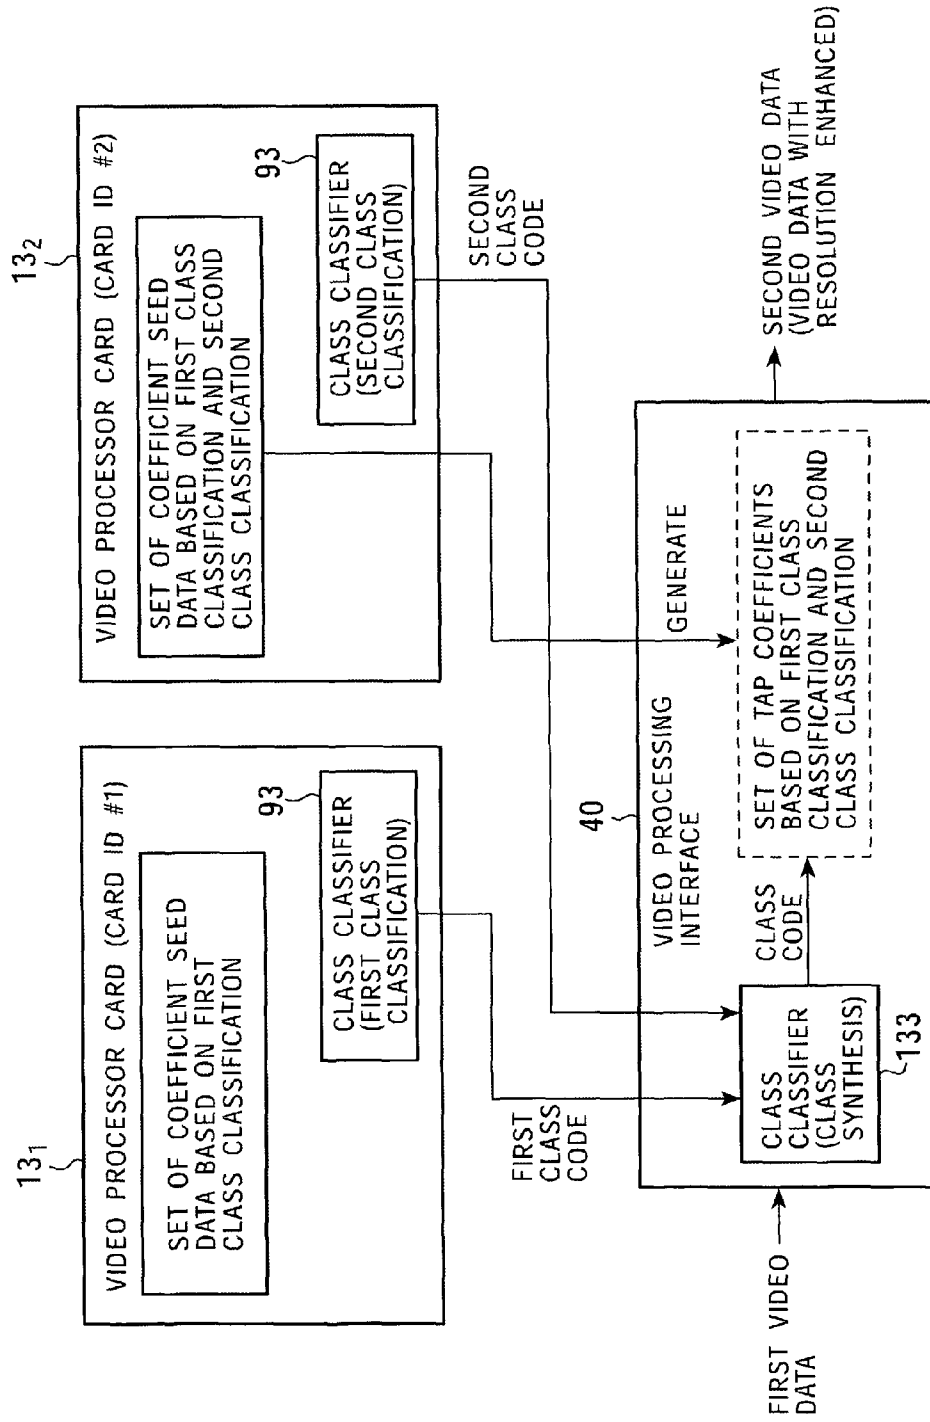 13₁
VIDEO PROCESSOR CARD (CARD ID #1)
SET OF COEFFICIENT SEED
DATA BASED ON FIRST
CLASS CLASSIFICATION
93
CLASS CLASSIFIER
(FIRST CLASS
CLASSIFICATION)
13₂
VIDEO PROCESSOR CARD (CARD ID #2)
SET OF COEFFICIENT SEED
DATA BASED ON FIRST CLASS
CLASSIFICATION AND SECOND
CLASS CLASSIFICATION
93
CLASS CLASSIFIER
(SECOND CLASS
CLASSIFICATION)
FIRST
CLASS
CODE
SECOND
CLASS
CODE
40
VIDEO PROCESSING
INTERFACE
GENERATE
FIRST VIDEO
DATA
CLASS
CLASSIFIER
(CLASS
SYNTHESIS)
133
CLASS
CODE
SET OF TAP COEFFICIENTS
BASED ON FIRST CLASS
CLASSIFICATION AND SECOND
CLASS CLASSIFICATION
SECOND VIDEO DATA
(VIDEO DATA WITH
RESOLUTION ENHANCED)